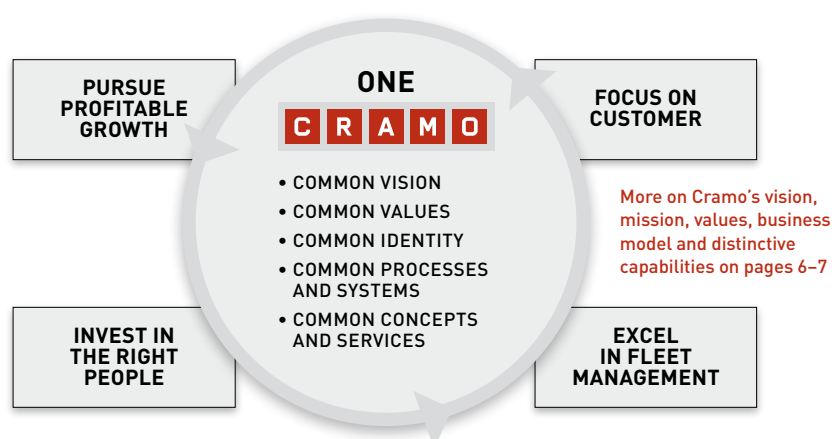 PURSUE
PROFITABLE
GROWTH
ONE
CRAMO
• COMMON VISION
• COMMON VALUES
• COMMON IDENTITY
• COMMON PROCESSES
AND SYSTEMS
• COMMON CONCEPTS
AND SERVICES
FOCUS ON
CUSTOMER
More on Cramo’s vision,
mission, values, business
model and distinctive
capabilities on pages 6–7
INVEST IN
THE RIGHT
PEOPLE
EXCEL
IN FLEET
MANAGEMENT